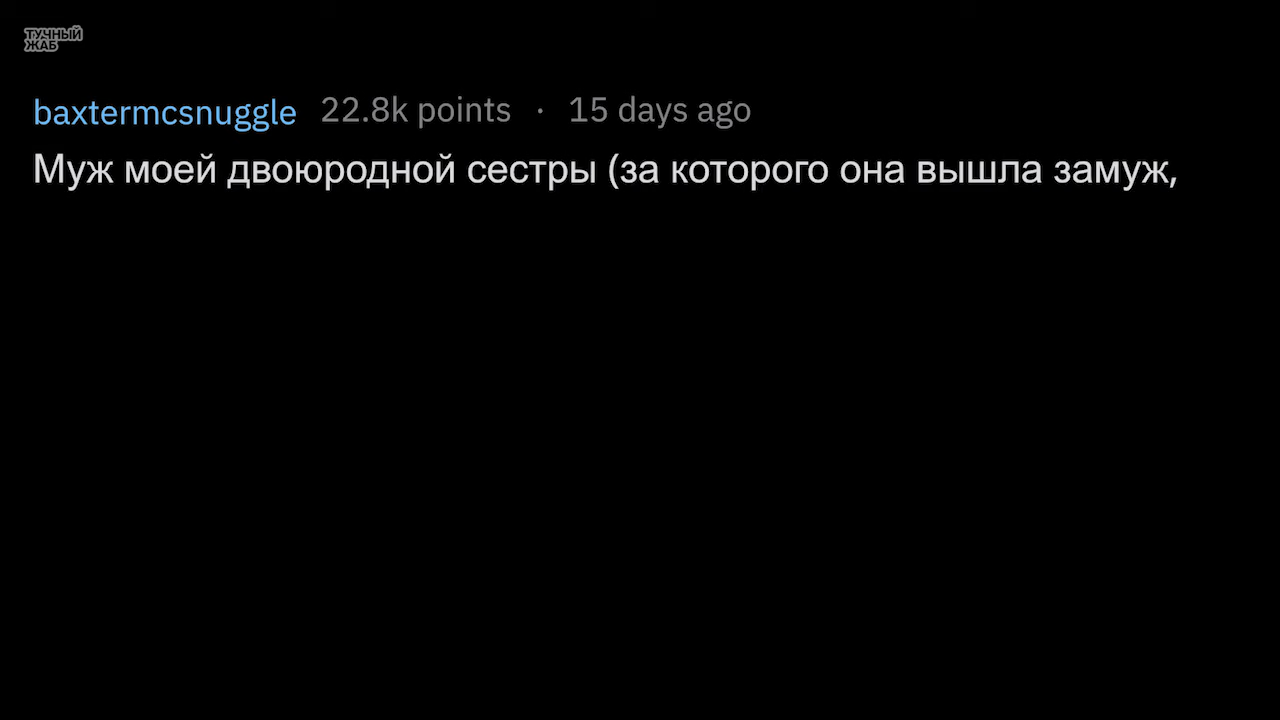 ТУЧНЫЙ
ЖАБ
baxtermcsnuggle 22.8k points · 15 days ago
Муж моей двоюродной сестры (за которого она вышла замуж,